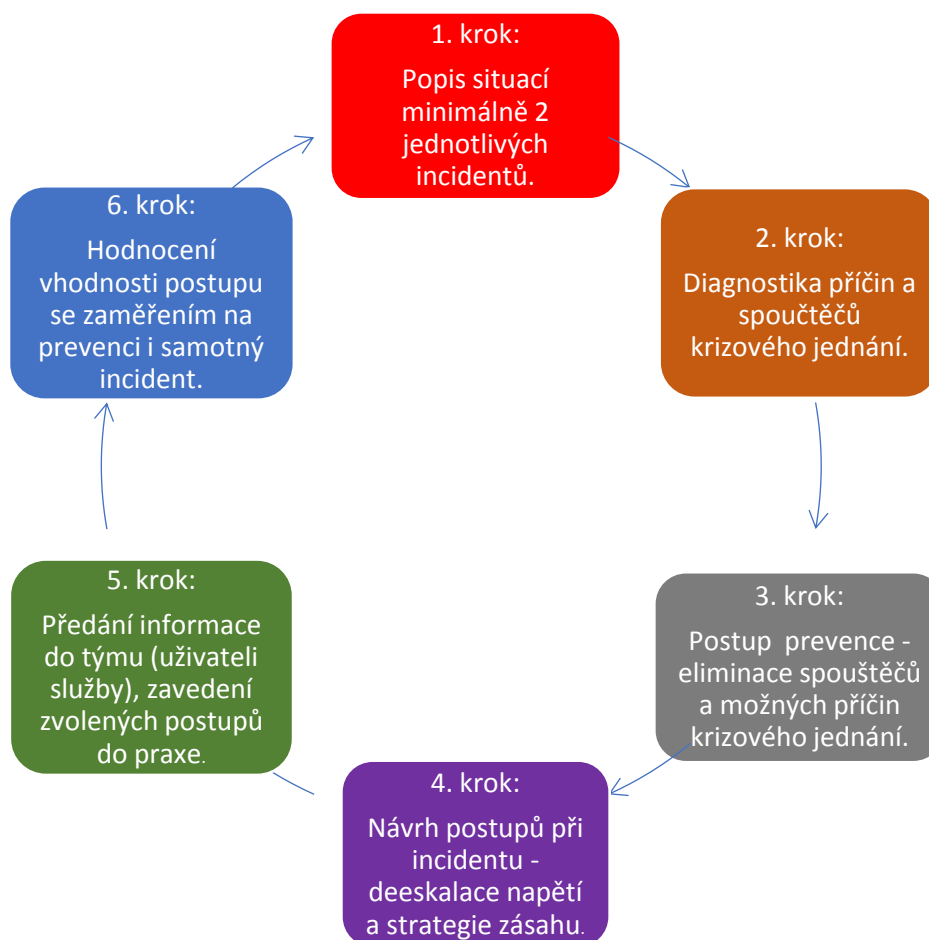 1. krok:
Popis situací
minimálně 2
jednotlivých
incidentů.
2. krok:
Diagnostika příčin a
spoučtěčů
krizového jednání.
3. krok:
Postup  prevence -
eliminace spouštěčů
a možných příčin
krizového jednání.
4. krok:
Návrh postupů při
incidentu -
deeskalace napětí
a strategie zásahu.
5. krok:
Předání informace
do týmu (uživateli
služby), zavedení
zvolených postupů
do praxe.
6. krok:
Hodnocení
vhodnosti postupu
se zaměřením na
prevenci i samotný
incident.